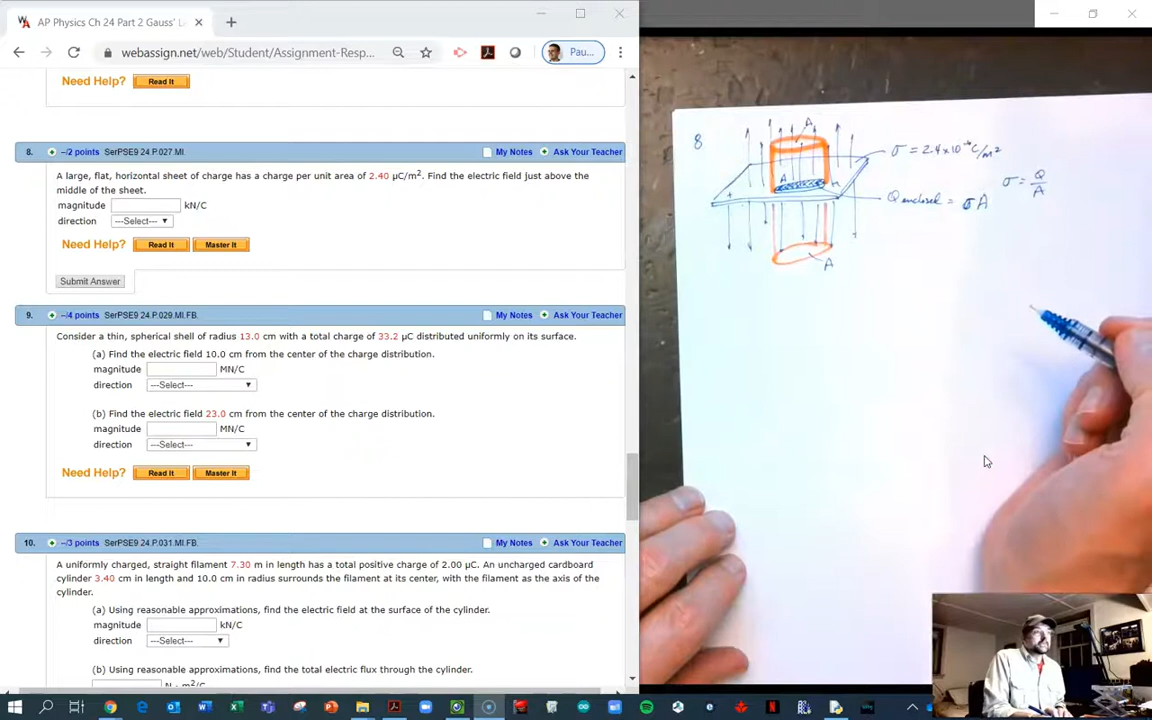 AP Physics Ch 24 Part 2 Gauss' La
webassign.net/web/Student/Assignment-Resp...
Pau...
Need Help? Read It
8. –/2 points SerPSE9 24.P.027.MI. My Notes Ask Your Teacher
A large, flat, horizontal sheet of charge has a charge per unit area of 2.40 µC/m². Find the electric field just above the
middle of the sheet.
magnitude kN/C
direction ---Select---
Need Help? Read It Master It
Submit Answer
9. –/4 points SerPSE9 24.P.029.MI.FB. My Notes Ask Your Teacher
Consider a thin, spherical shell of radius 13.0 cm with a total charge of 33.2 µC distributed uniformly on its surface.
(a) Find the electric field 10.0 cm from the center of the charge distribution.
magnitude MN/C
direction ---Select---
(b) Find the electric field 23.0 cm from the center of the charge distribution.
magnitude MN/C
direction ---Select---
Need Help? Read It Master It
10. –/3 points SerPSE9 24.P.031.MI.FB. My Notes Ask Your Teacher
A uniformly charged, straight filament 7.30 m in length has a total positive charge of 2.00 µC. An uncharged cardboard
cylinder 3.40 cm in length and 10.0 cm in radius surrounds the filament at its center, with the filament as the axis of the
cylinder.
(a) Using reasonable approximations, find the electric field at the surface of the cylinder.
magnitude kN/C
direction ---Select---
(b) Using reasonable approximations, find the total electric flux through the cylinder.
N · m²/C
8
A
σ = 2.4x10⁻⁶ C/m²
A
σ = Q/A
+
Q enclosed = σA
A